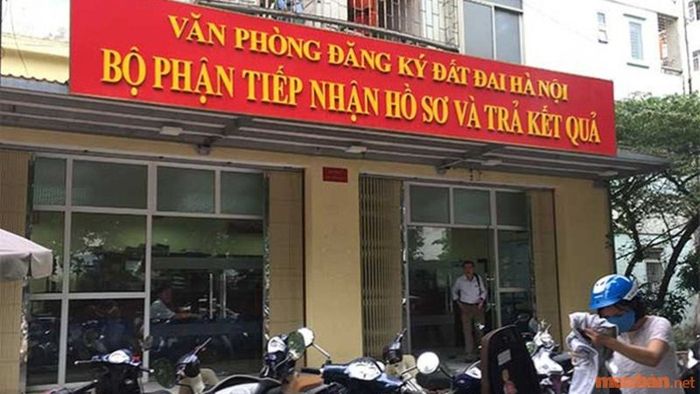 VĂN PHÒNG ĐĂNG KÝ ĐẤT ĐAI HÀ NỘI
BỘ PHẬN TIẾP NHẬN HỒ SƠ VÀ TRẢ KẾT QUẢ
muaban.net